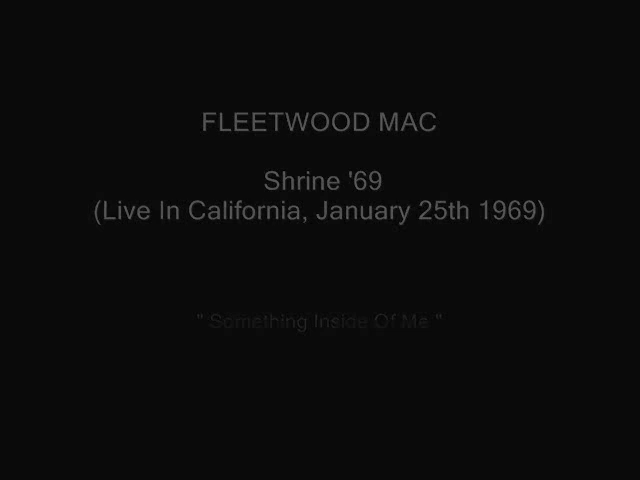 FLEETWOOD MAC
Shrine '69
(Live In California, January 25th 1969)
" Something Inside Of Me "